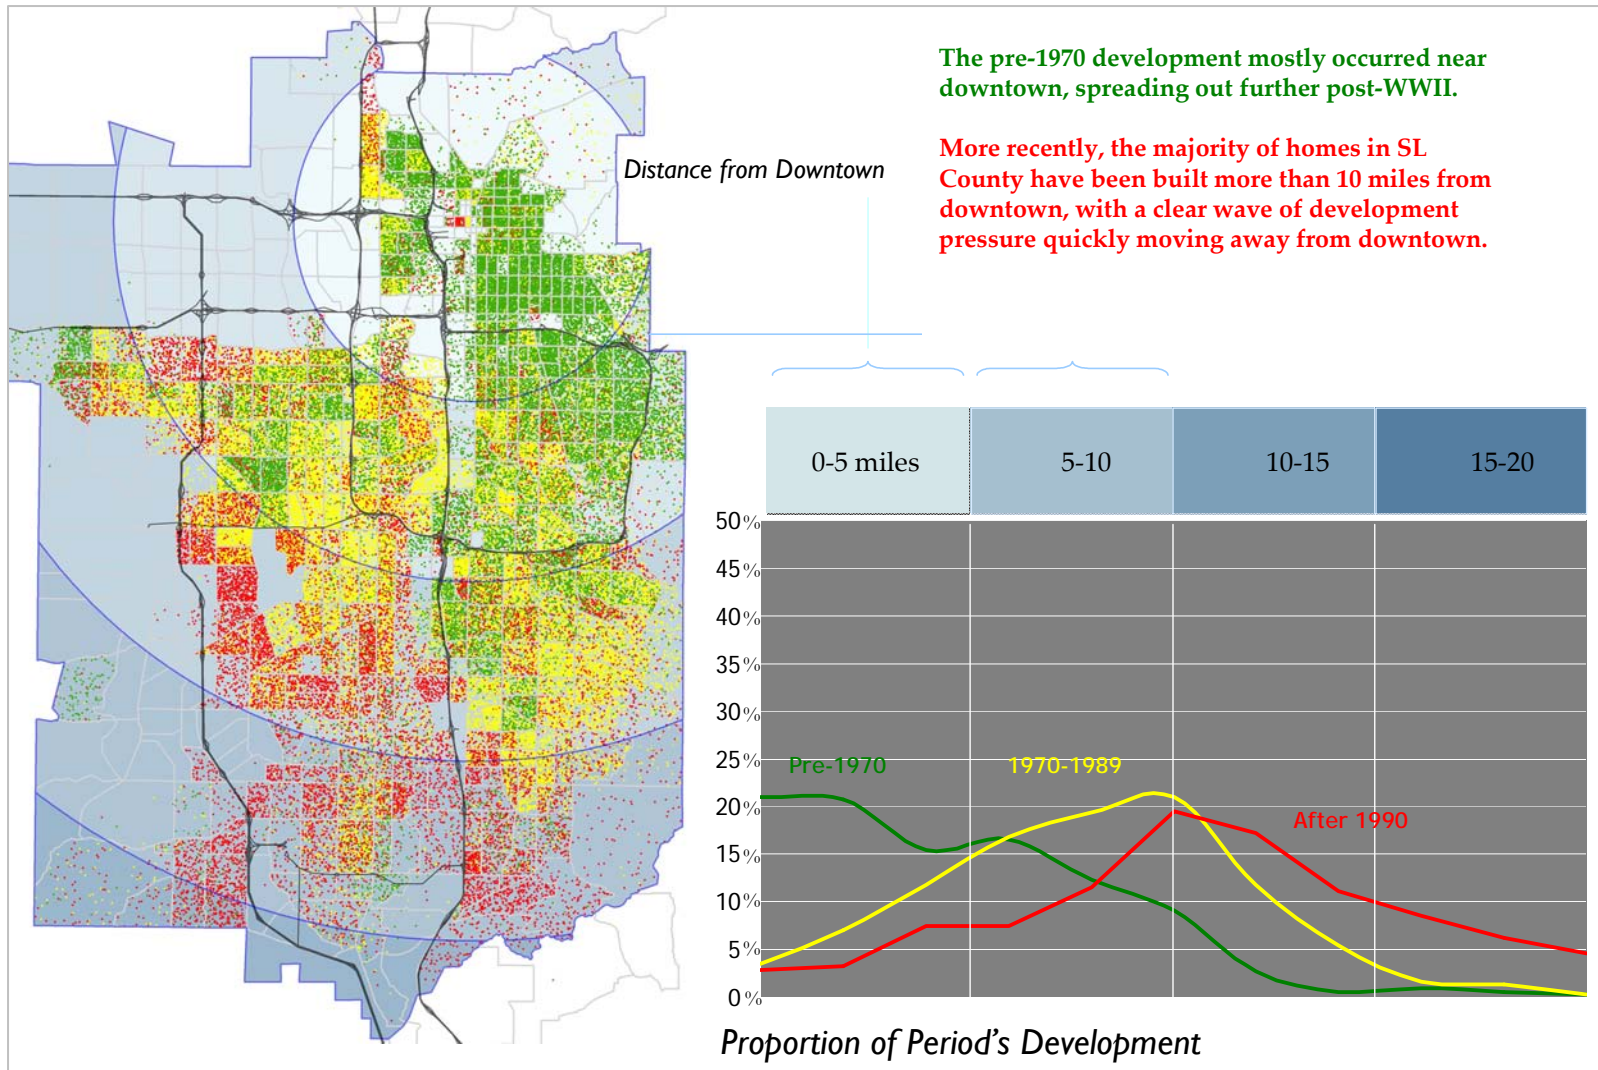 The pre-1970 development mostly occurred near
downtown, spreading out further post-WWII.
More recently, the majority of homes in SL
County have been built more than 10 miles from
downtown, with a clear wave of development
pressure quickly moving away from downtown.
Distance from Downtown
0-5 miles 5-10 10-15 15-20
50%
45%
40%
35%
30%
25%
20%
15%
10%
5%
0%
Pre-1970 1970-1989
After 1990
Proportion of Period's Development